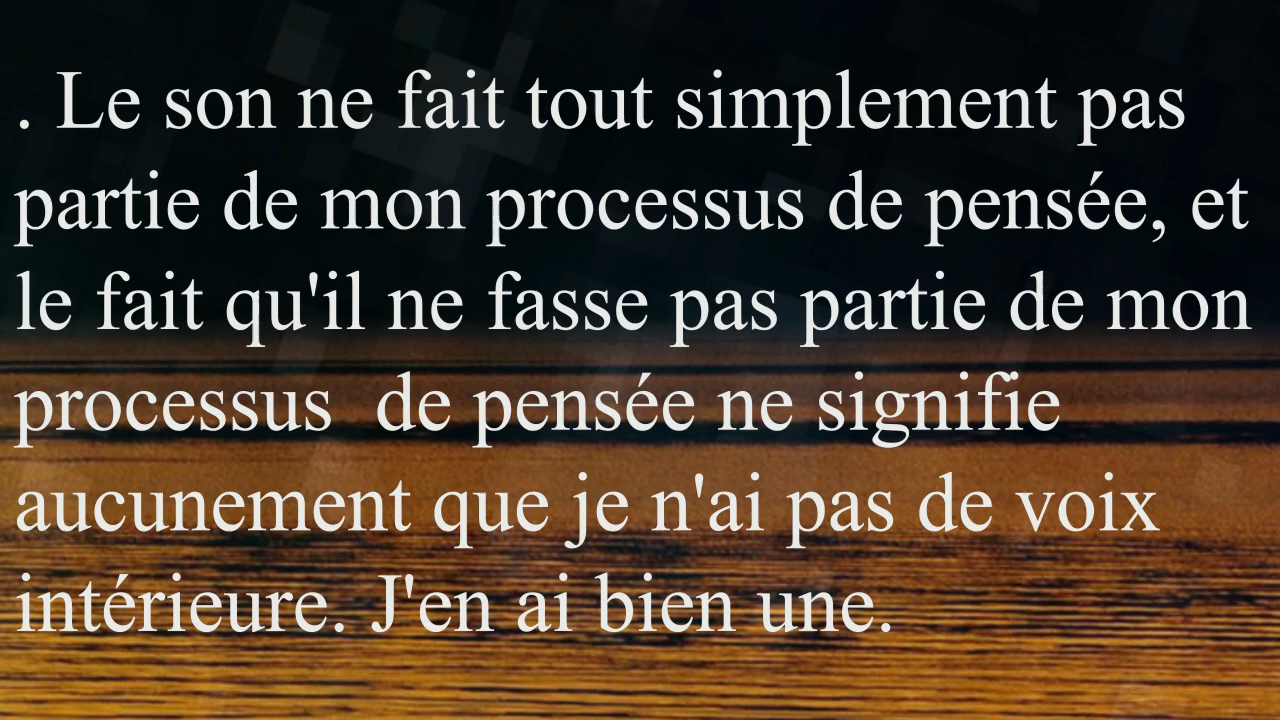 . Le son ne fait tout simplement pas
partie de mon processus de pensée, et
le fait qu'il ne fasse pas partie de mon
processus  de pensée ne signifie
aucunement que je n'ai pas de voix
intérieure. J'en ai bien une.